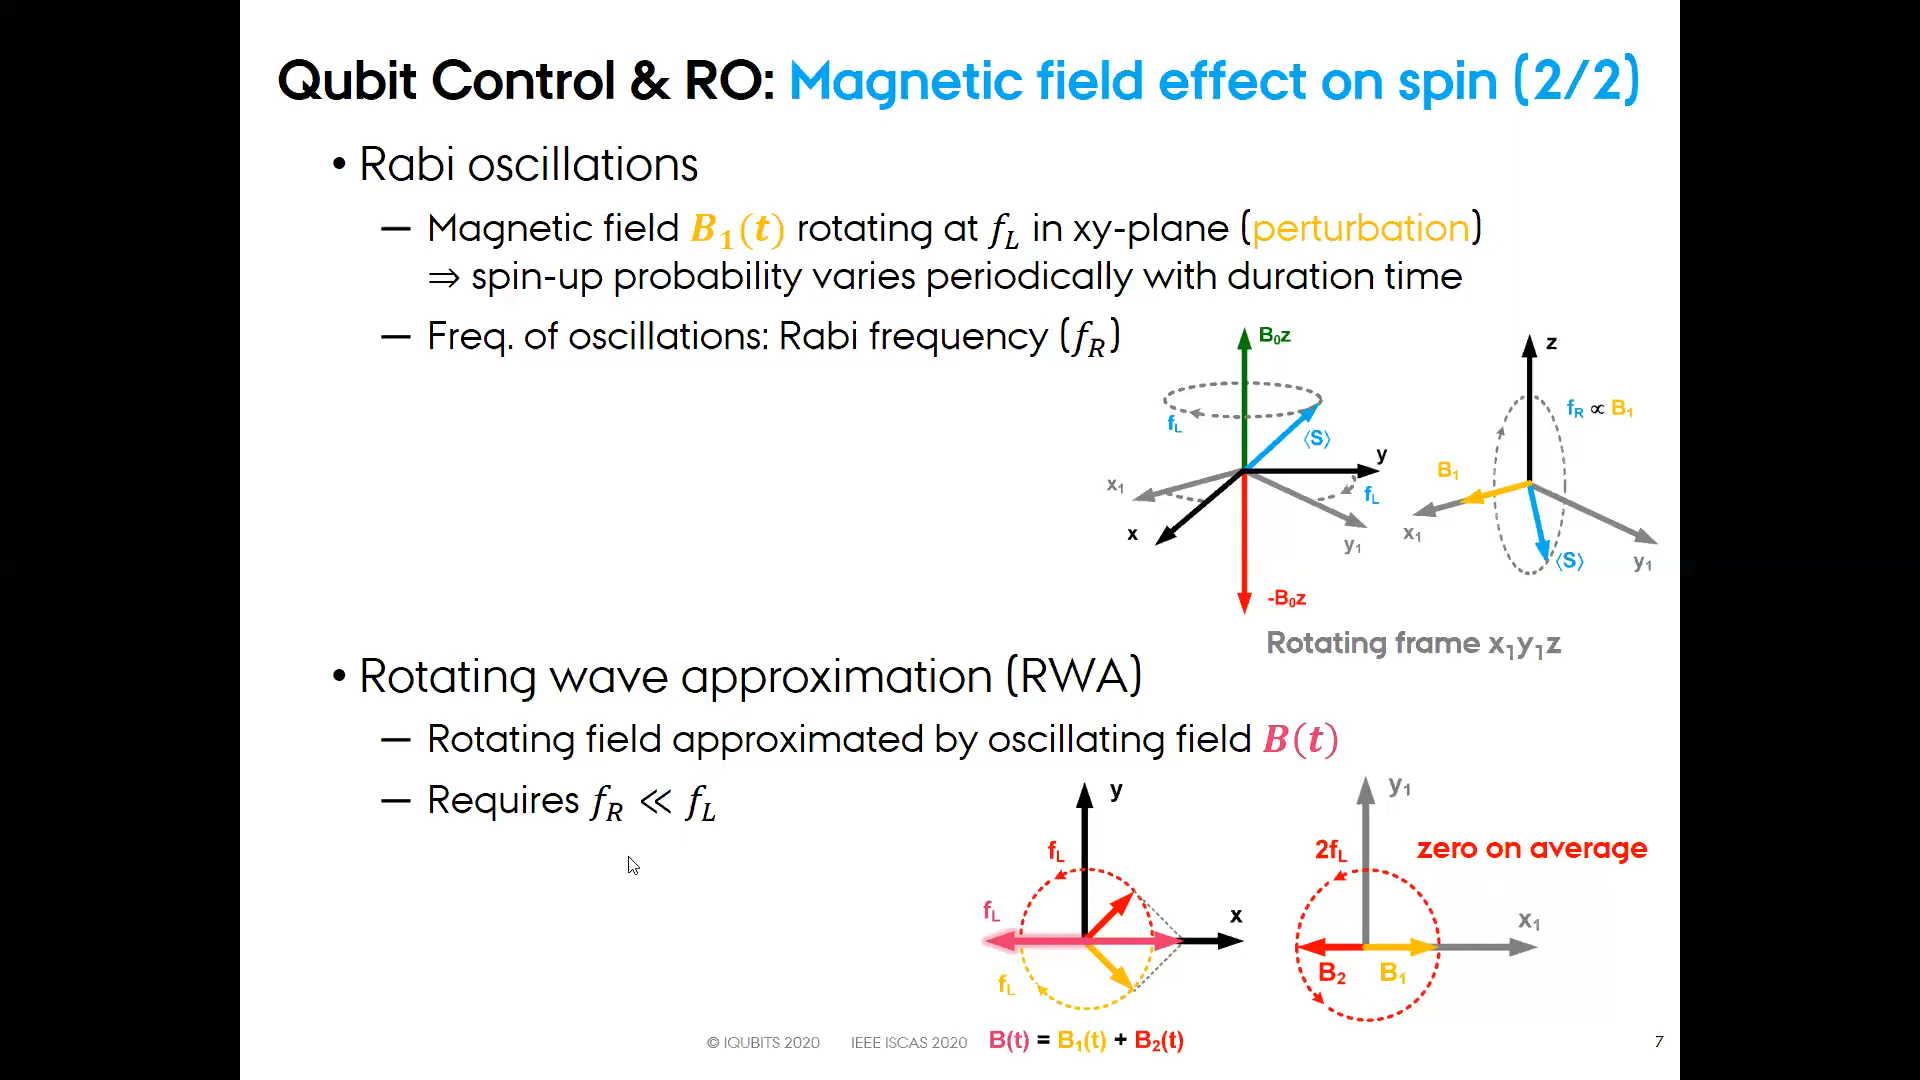 Qubit Control & RO: Magnetic field effect on spin (2/2)
• Rabi oscillations
— Magnetic field B₁(t) rotating at f_L in xy-plane (perturbation)
⇒ spin-up probability varies periodically with duration time
— Freq. of oscillations: Rabi frequency (f_R)
B₀z
f_L
⟨S⟩
y
x₁
f_L
x
y₁
-B₀z
z
f_R ∝ B₁
B₁
x₁
⟨S⟩
y₁
Rotating frame x₁y₁z
• Rotating wave approximation (RWA)
— Rotating field approximated by oscillating field B(t)
— Requires f_R ≪ f_L
y
f_L
f_L
x
f_L
B(t) = B₁(t) + B₂(t)
y₁
2f_L
zero on average
x₁
B₂
B₁
© IQUBITS 2020
IEEE ISCAS 2020
7